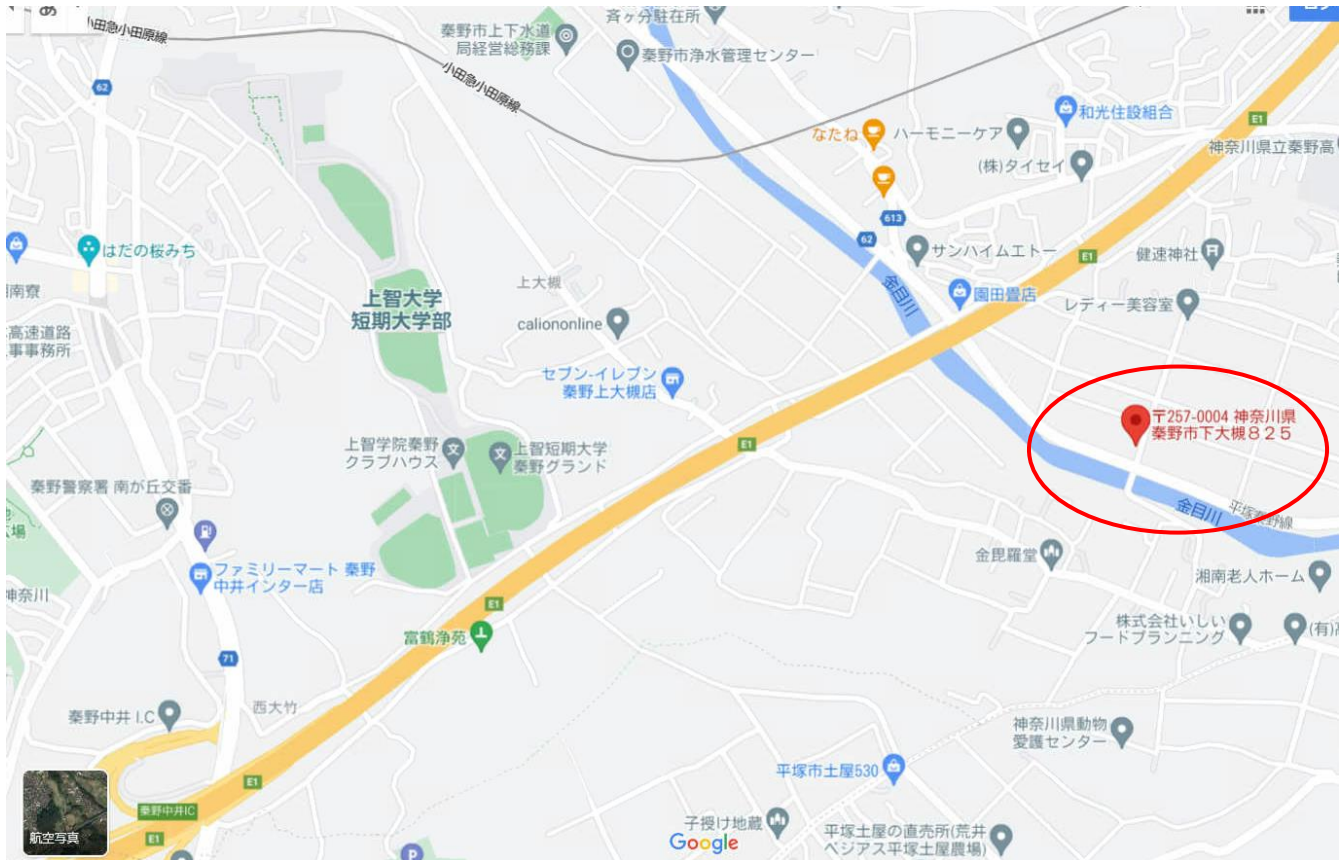 あ
小田急小田原線
62
秦野市上下水道
局経営総務課
斉ヶ分駐在所
秦野市浄水管理センター
小田急小田原線
なたね
ハーモニーケア
和光住設組合
(株)タイセイ
E1
神奈川県立秦野高
はだの桜みち
613
62
サンハイムエトー
E1
健速神社
南寮
高速道路
事事務所
上智大学
短期大学部
上大槻
caliononline
金目川
園田畳店
レディー美容室
セブン-イレブン
秦野上大槻店
〒257-0004 神奈川県
秦野市下大槻825
上智学院秦野
クラブハウス
上智短期大学
秦野グランド
E1
秦野警察署 南が丘交番
広場
金目川
平塚秦野線
ファミリーマート 秦野
中井インター店
神奈川
金毘羅堂
湘南老人ホーム
E1
富鶴浄苑
株式会社いしい
フードプランニング
71
西大竹
秦野中井 I.C
神奈川県動物
愛護センター
平塚市土屋530
E1
秦野中井IC
E1
航空写真
子授け地蔵
Google
平塚土屋の直売所(荒井
ベジアス平塚土屋農場)
P